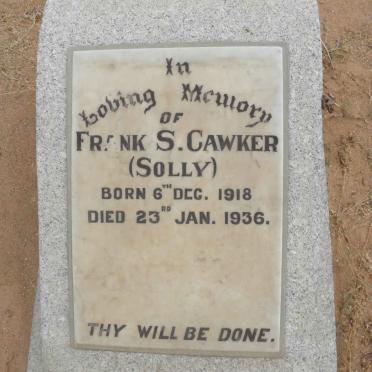 In
Loving Memory
OF
FRANK S. CAWKER
(SOLLY)
BORN 6TH DEC. 1918
DIED 23RD JAN. 1936.
THY WILL BE DONE.